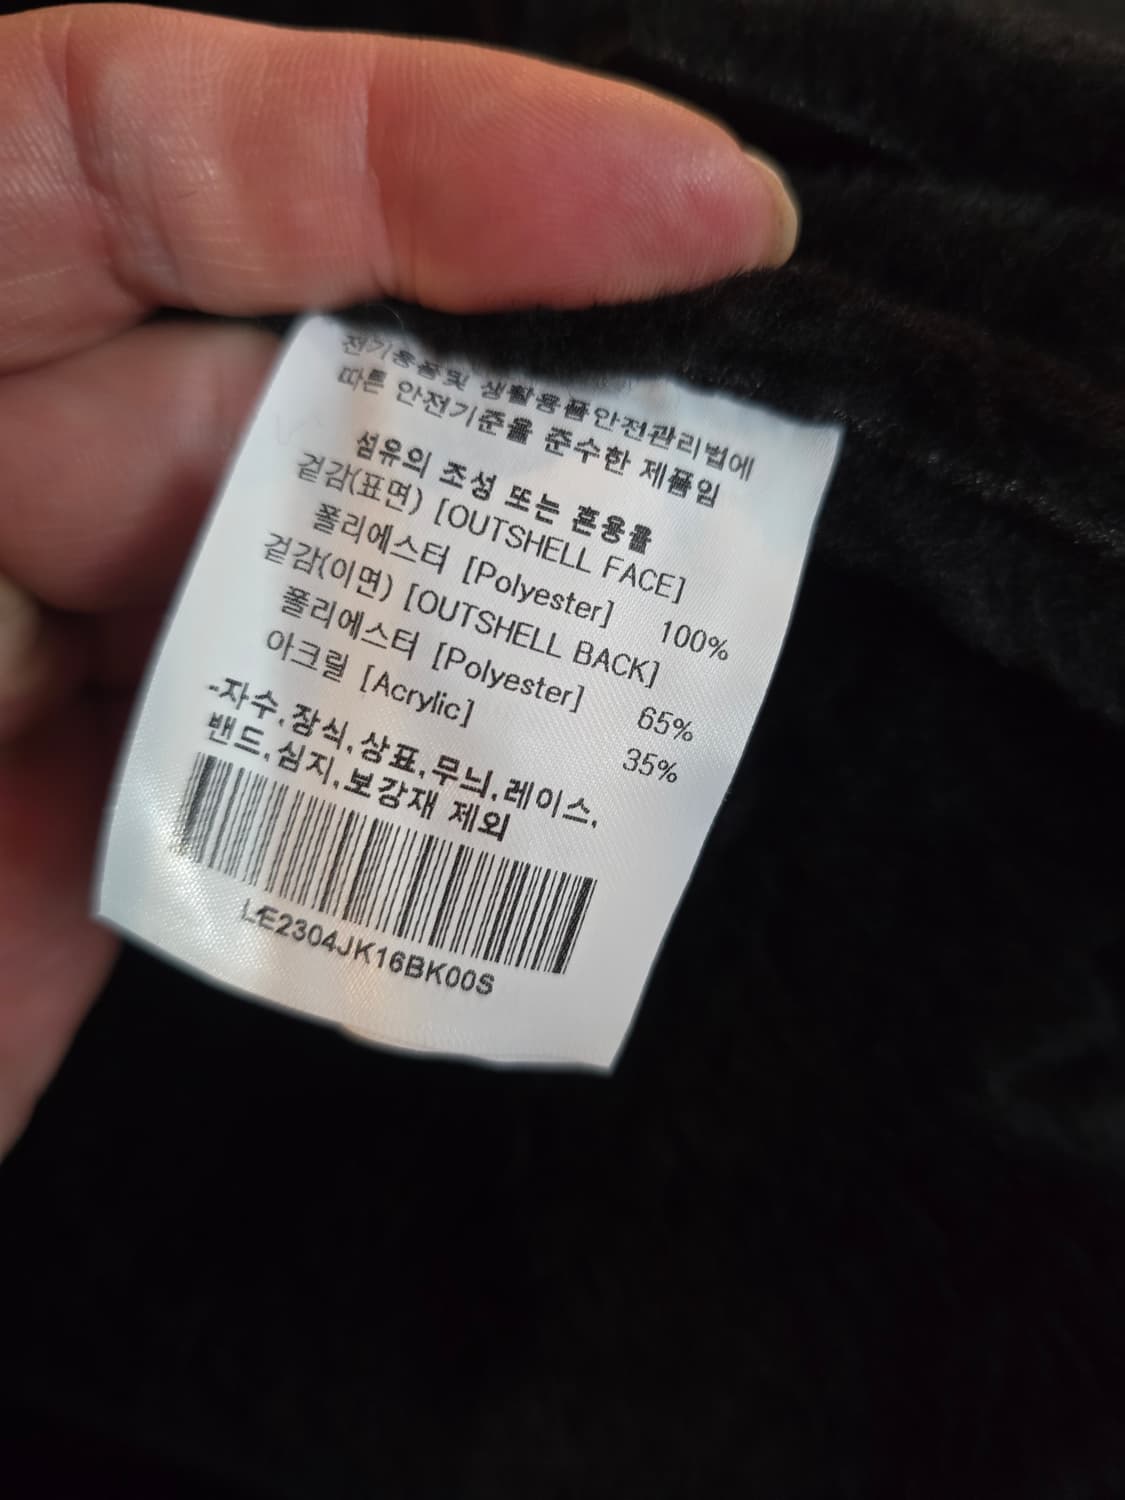 전기용품및 생활용품안전관리법에
따른 안전기준을 준수한 제품임
섬유의 조성 또는 혼용률
겉감(표면) [OUTSHELL FACE]
폴리에스터 [Polyester] 100%
겉감(이면) [OUTSHELL BACK]
폴리에스터 [Polyester] 65%
아크릴 [Acrylic] 35%
-자수, 장식, 상표, 무늬, 레이스,
밴드, 심지, 보강재 제외
LE2304JK16BK00S